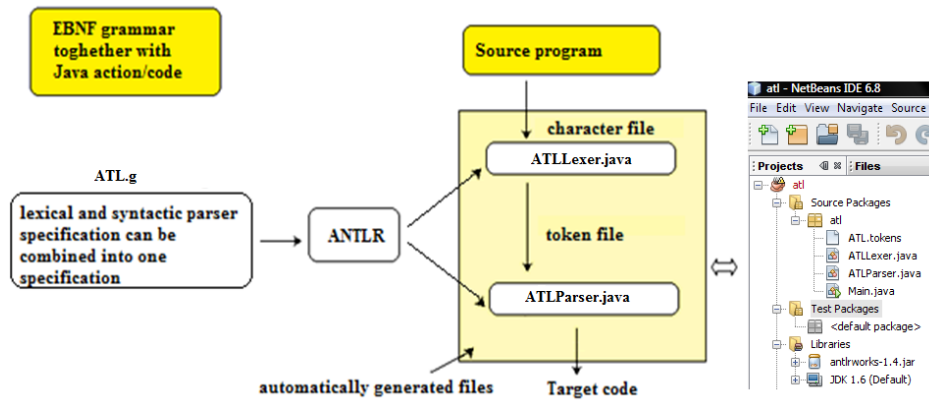 EBNF grammar
toghether with
Java action/code
Source program
ATL.g
lexical and syntactic parser
specification can be
combined into one
specification
ANTLR
character file
ATLLexer.java
token file
ATLParser.java
automatically generated files
Target code
atl - NetBeans IDE 6.8
File Edit View Navigate Source
Projects
Files
atl
Source Packages
atl
ATL.tokens
ATLLexer.java
ATLParser.java
Main.java
Test Packages
<default package>
Libraries
antlrworks-1.4.jar
JDK 1.6 (Default)